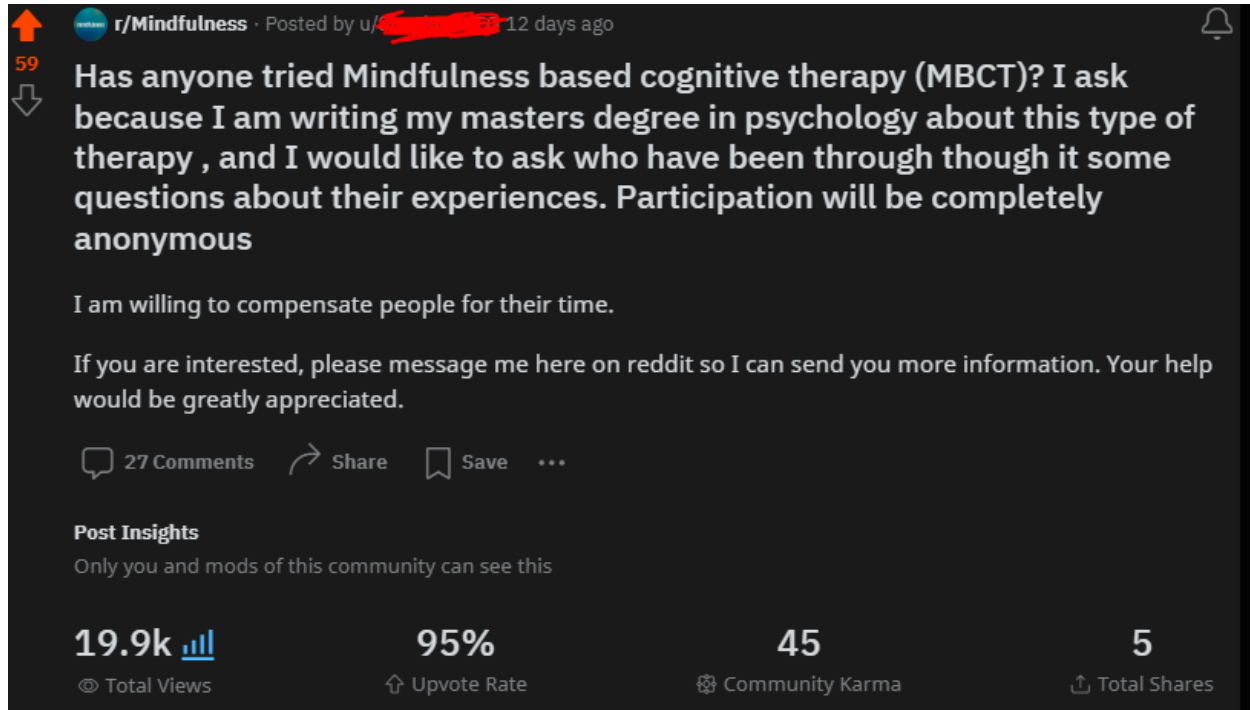 r/Mindfulness · Posted by u/ 12 days ago
59
Has anyone tried Mindfulness based cognitive therapy (MBCT)? I ask
because I am writing my masters degree in psychology about this type of
therapy , and I would like to ask who have been through though it some
questions about their experiences. Participation will be completely
anonymous
I am willing to compensate people for their time.
If you are interested, please message me here on reddit so I can send you more information. Your help
would be greatly appreciated.
27 Comments Share Save
Post Insights
Only you and mods of this community can see this
19.9k 95% 45 5
Total Views Upvote Rate Community Karma Total Shares